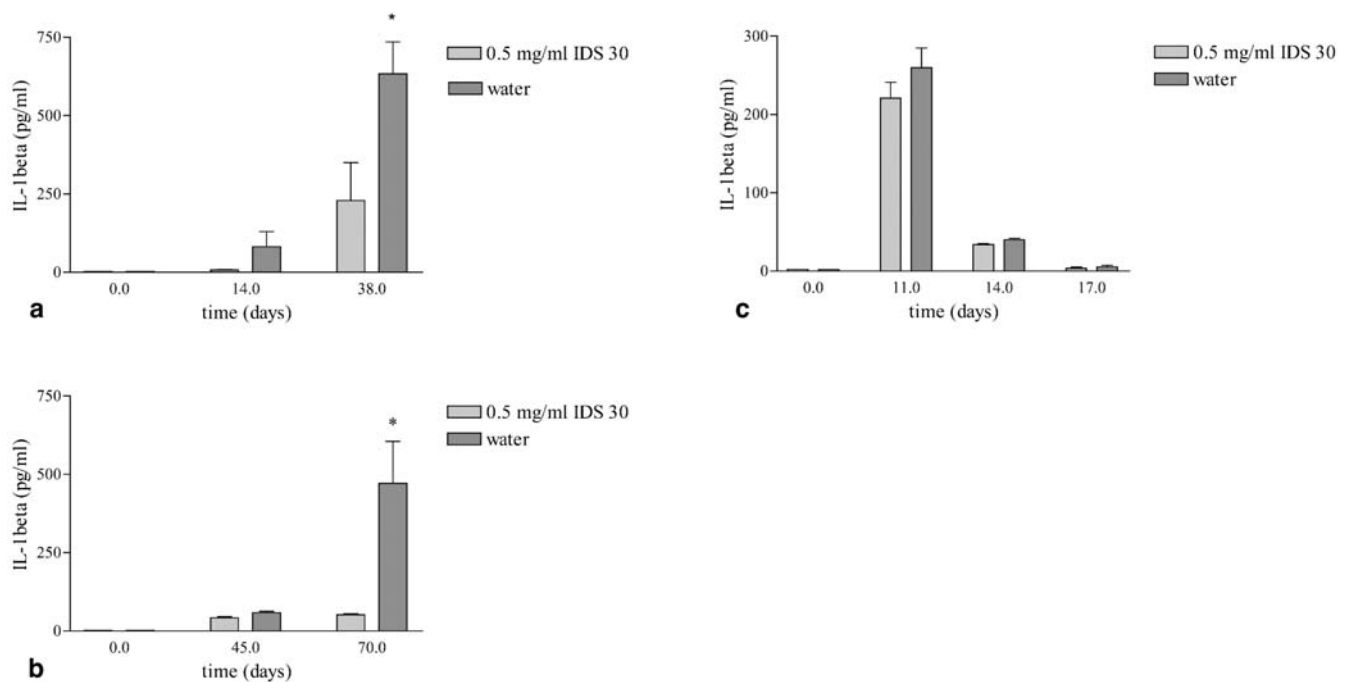 750
500
250
0
IL-1beta (pg/ml)
*
0.5 mg/ml IDS 30
water
0.0 14.0 38.0
time (days)
a
300
200
100
0
IL-1beta (pg/ml)
0.5 mg/ml IDS 30
water
0.0 11.0 14.0 17.0
time (days)
c
750
500
250
0
IL-1beta (pg/ml)
*
0.5 mg/ml IDS 30
water
0.0 45.0 70.0
time (days)
b